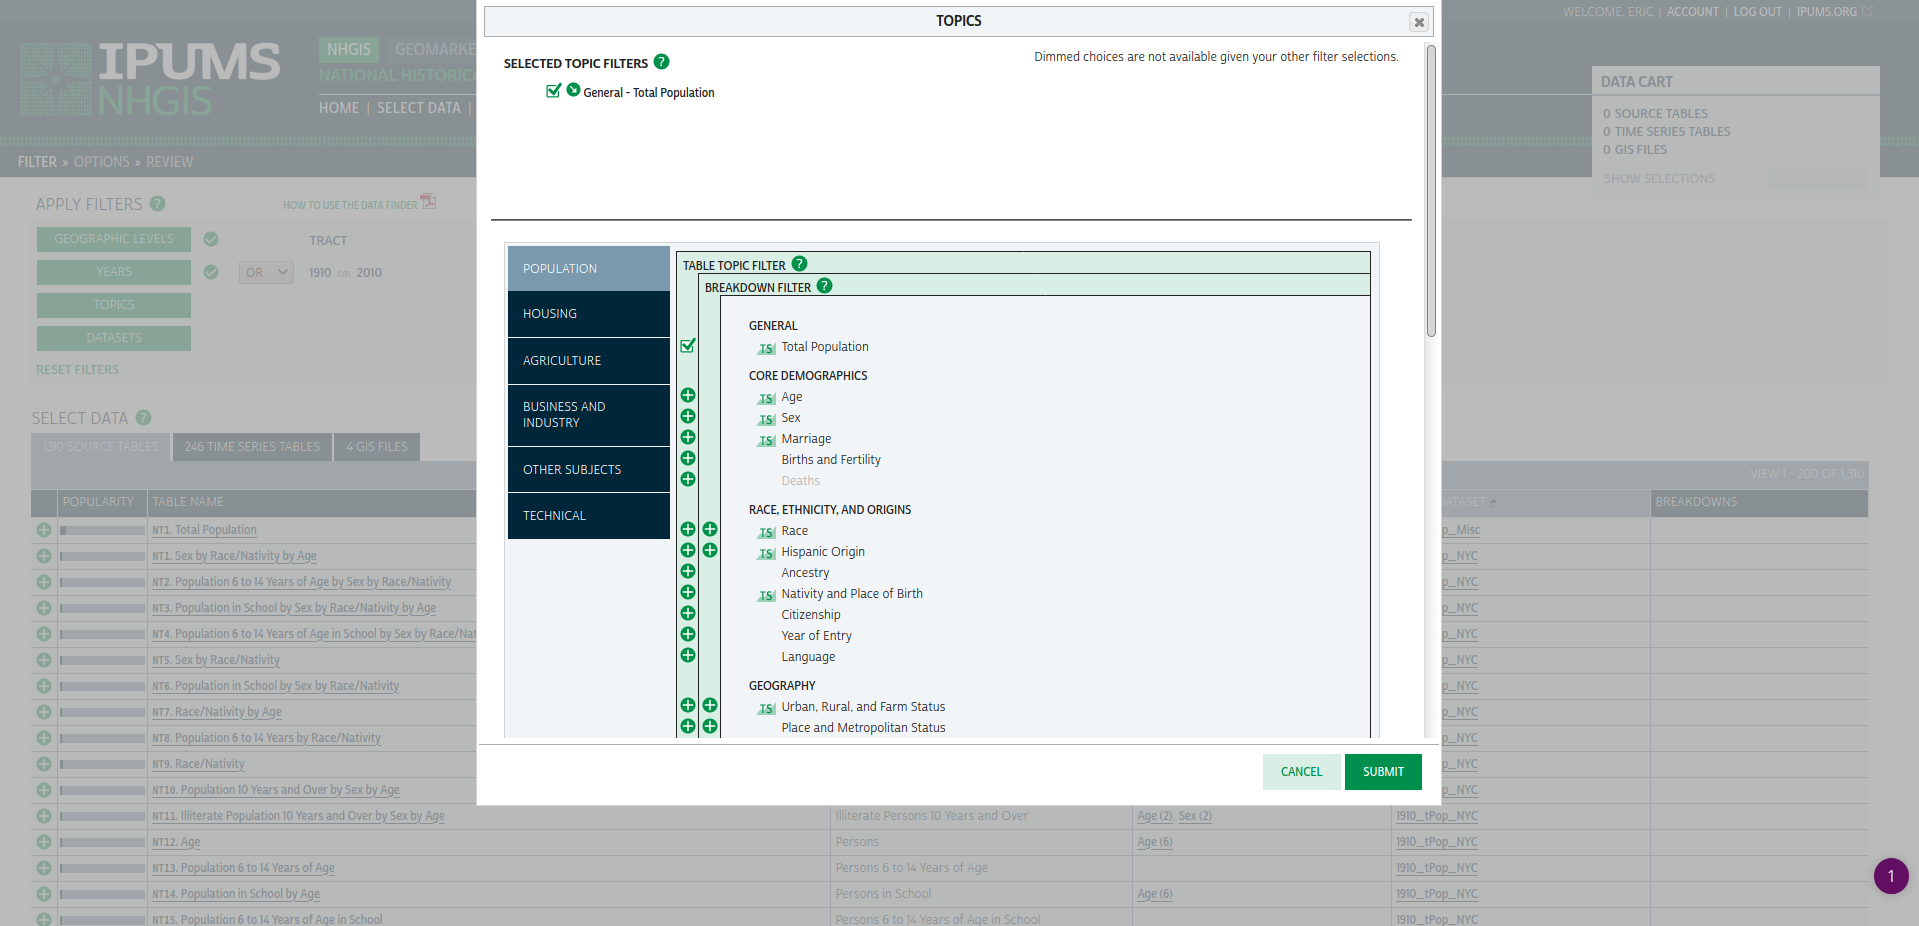 TOPICS
WELCOME, ERIC | ACCOUNT | LOG OUT | IPUMS.ORG
IPUMS
NHGIS
NHGIS GEOMARKE
NATIONAL HISTORICA
HOME | SELECT DATA |
DATA CART
0 SOURCE TABLES
0 TIME SERIES TABLES
0 GIS FILES
SHOW SELECTIONS
FILTER » OPTIONS » REVIEW
APPLY FILTERS ?
HOW TO USE THE DATA FINDER
GEOGRAPHIC LEVELS TRACT
YEARS OR 1910 OR 2010
TOPICS
DATASETS
RESET FILTERS
SELECT DATA ?
1310 SOURCE TABLES 246 TIME SERIES TABLES 4 GIS FILES
VIEW 1 - 200 OF 1,310
POPULARITY TABLE NAME DATASET BREAKDOWNS
NT1. Total Population p_Misc
NT1. Sex by Race/Nativity by Age p_NYC
NT2. Population 6 to 14 Years of Age by Sex by Race/Nativity p_NYC
NT3. Population in School by Sex by Race/Nativity by Age p_NYC
NT4. Population 6 to 14 Years of Age in School by Sex by Race/Nat p_NYC
NT5. Sex by Race/Nativity p_NYC
NT6. Population in School by Sex by Race/Nativity p_NYC
NT7. Race/Nativity by Age p_NYC
NT8. Population 6 to 14 Years by Race/Nativity p_NYC
NT9. Race/Nativity p_NYC
NT10. Population 10 Years and Over by Sex by Age p_NYC
NT11. Illiterate Population 10 Years and Over by Sex by Age Illiterate Persons 10 Years and Over Age (2), Sex (2) 1910_tPop_NYC
NT12. Age Persons Age (6) 1910_tPop_NYC
NT13. Population 6 to 14 Years of Age Persons 6 to 14 Years of Age 1910_tPop_NYC
NT14. Population in School by Age Persons in School Age (6) 1910_tPop_NYC
NT15. Population 6 to 14 Years of Age in School Persons 6 to 14 Years of Age in School 1910_tPop_NYC
SELECTED TOPIC FILTERS ?
Dimmed choices are not available given your other filter selections.
General - Total Population
POPULATION
HOUSING
AGRICULTURE
BUSINESS AND
INDUSTRY
OTHER SUBJECTS
TECHNICAL
TABLE TOPIC FILTER ?
BREAKDOWN FILTER ?
GENERAL
TS Total Population
CORE DEMOGRAPHICS
TS Age
TS Sex
TS Marriage
Births and Fertility
Deaths
RACE, ETHNICITY, AND ORIGINS
TS Race
TS Hispanic Origin
Ancestry
TS Nativity and Place of Birth
Citizenship
Year of Entry
Language
GEOGRAPHY
TS Urban, Rural, and Farm Status
Place and Metropolitan Status
CANCEL SUBMIT
1